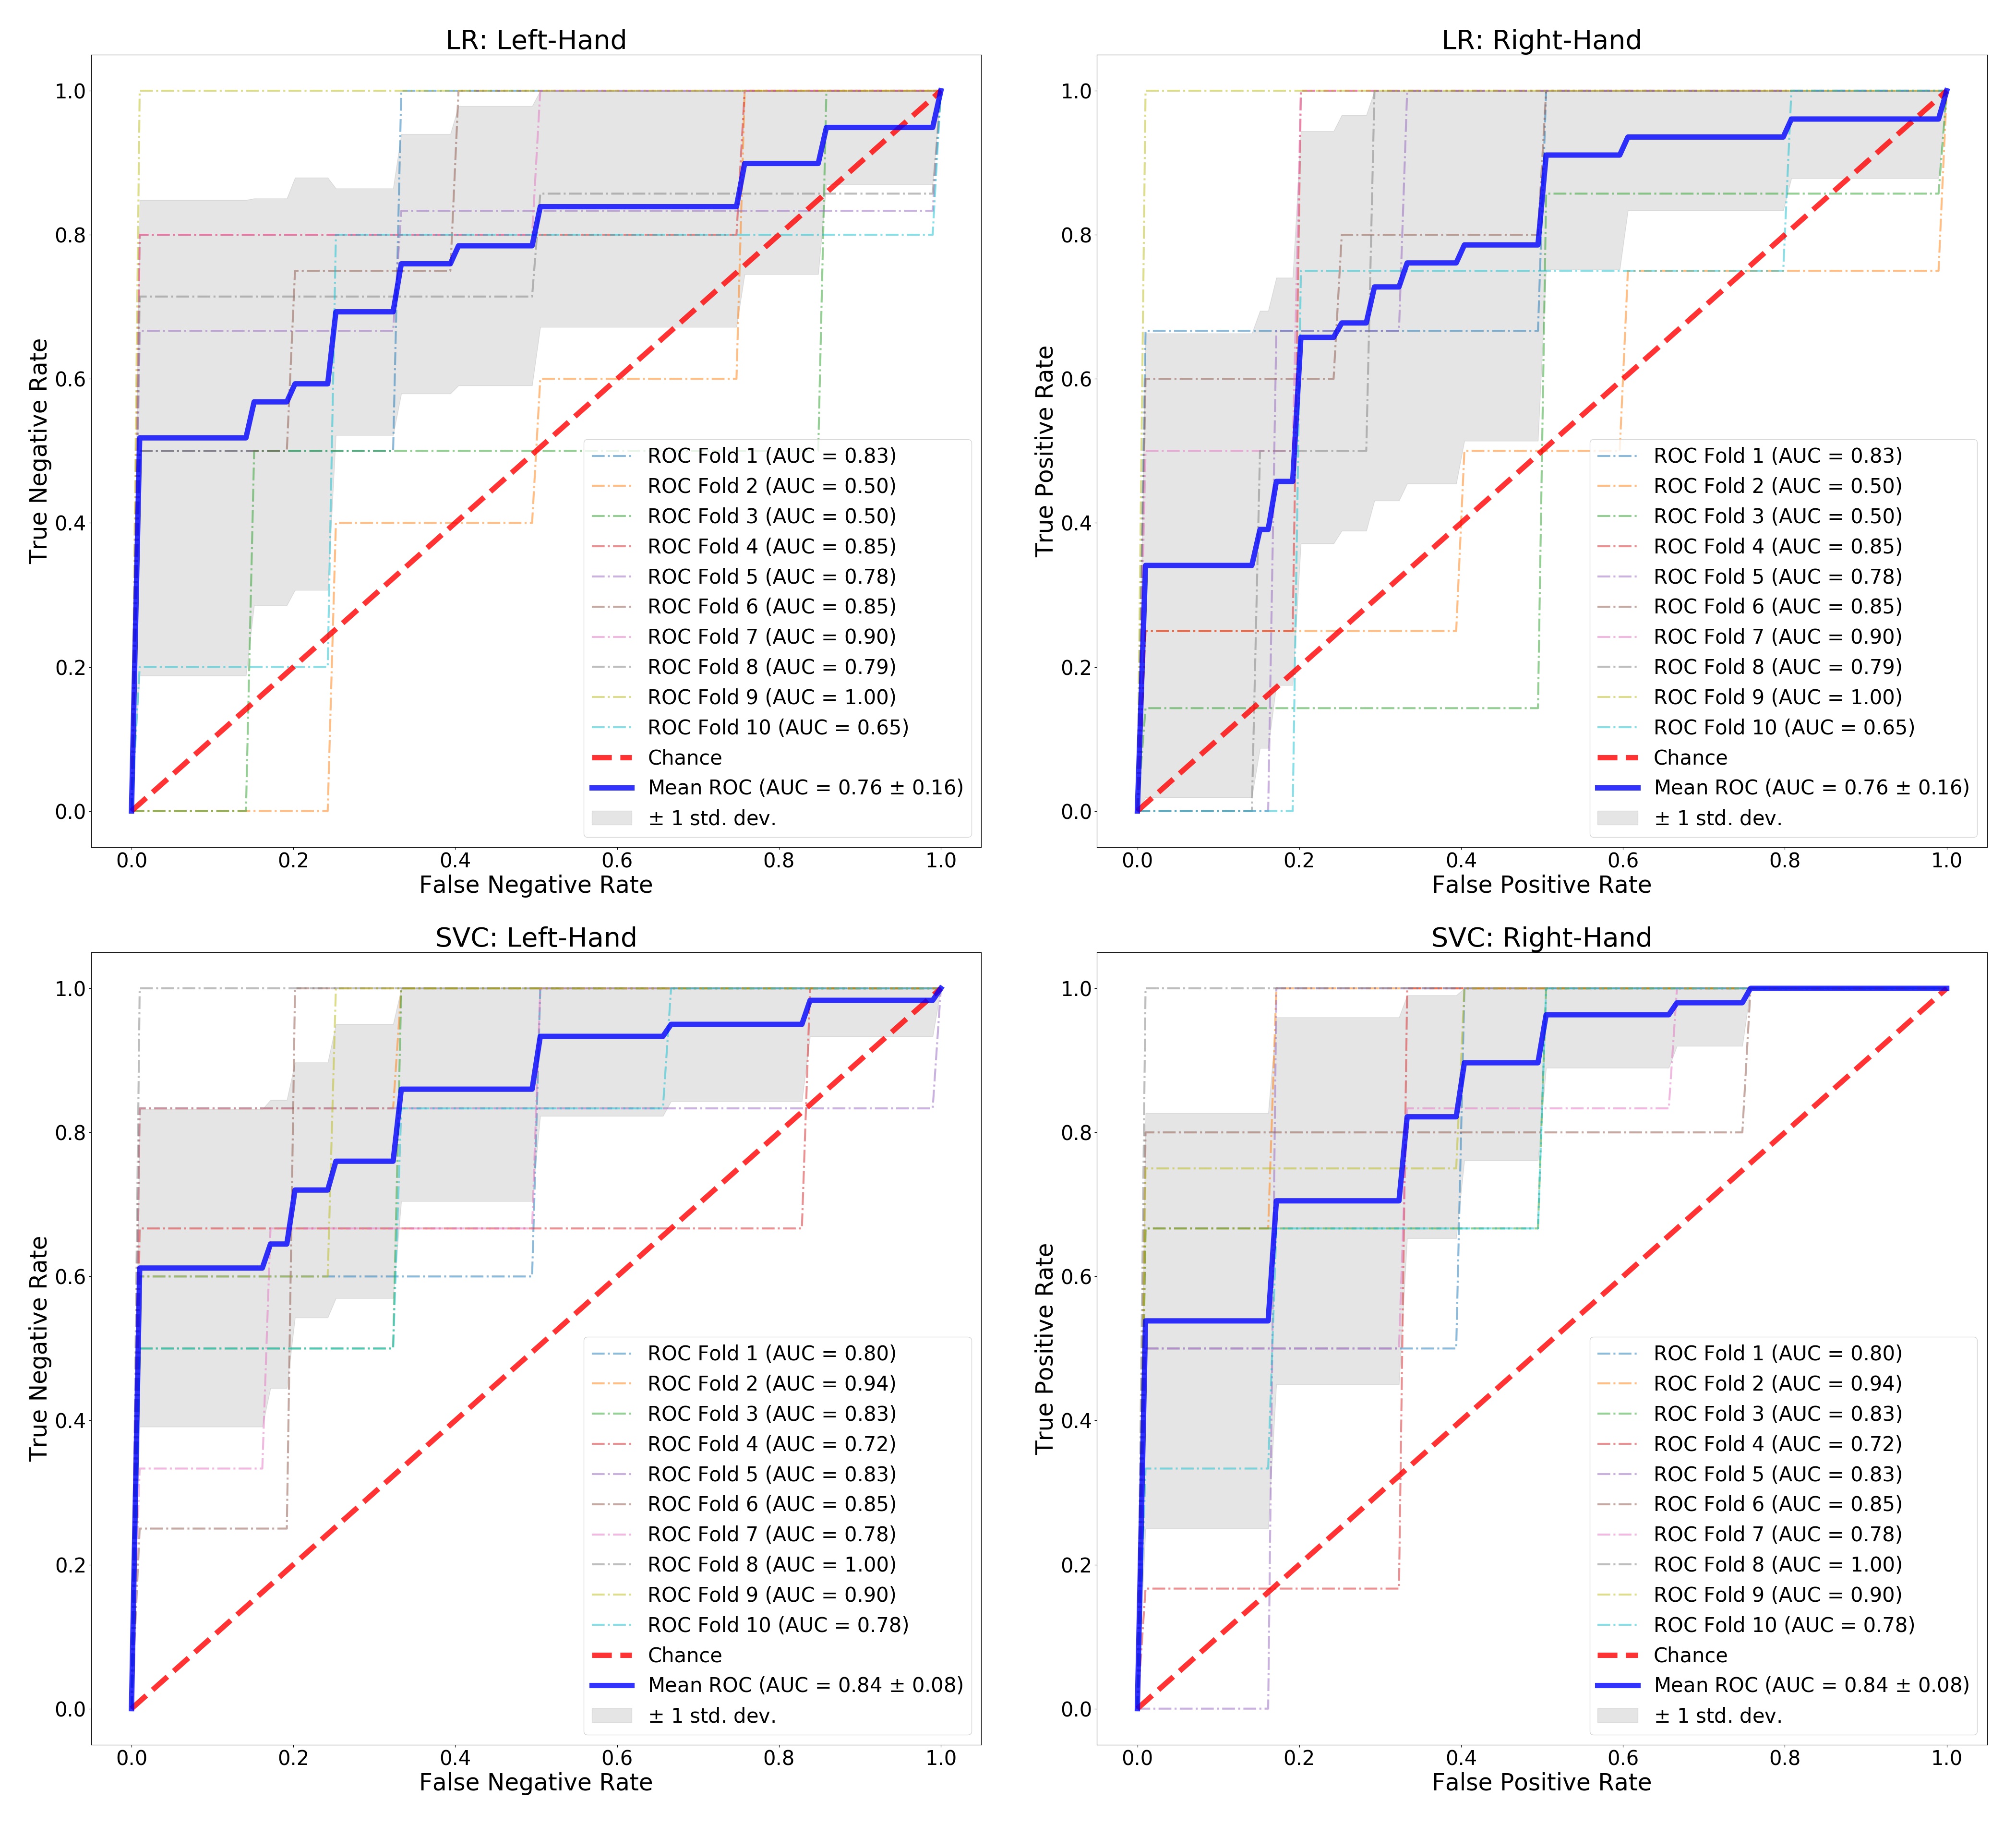 LR: Left-Hand
1.0
0.8
0.6
0.4
0.2
0.0
True Negative Rate
ROC Fold 1 (AUC = 0.83)
ROC Fold 2 (AUC = 0.50)
ROC Fold 3 (AUC = 0.50)
ROC Fold 4 (AUC = 0.85)
ROC Fold 5 (AUC = 0.78)
ROC Fold 6 (AUC = 0.85)
ROC Fold 7 (AUC = 0.90)
ROC Fold 8 (AUC = 0.79)
ROC Fold 9 (AUC = 1.00)
ROC Fold 10 (AUC = 0.65)
Chance
Mean ROC (AUC = 0.76 ± 0.16)
± 1 std. dev.
0.0 0.2 0.4 0.6 0.8 1.0
False Negative Rate
LR: Right-Hand
1.0
0.8
0.6
0.4
0.2
0.0
True Positive Rate
ROC Fold 1 (AUC = 0.83)
ROC Fold 2 (AUC = 0.50)
ROC Fold 3 (AUC = 0.50)
ROC Fold 4 (AUC = 0.85)
ROC Fold 5 (AUC = 0.78)
ROC Fold 6 (AUC = 0.85)
ROC Fold 7 (AUC = 0.90)
ROC Fold 8 (AUC = 0.79)
ROC Fold 9 (AUC = 1.00)
ROC Fold 10 (AUC = 0.65)
Chance
Mean ROC (AUC = 0.76 ± 0.16)
± 1 std. dev.
0.0 0.2 0.4 0.6 0.8 1.0
False Positive Rate
SVC: Left-Hand
1.0
0.8
0.6
0.4
0.2
0.0
True Negative Rate
ROC Fold 1 (AUC = 0.80)
ROC Fold 2 (AUC = 0.94)
ROC Fold 3 (AUC = 0.83)
ROC Fold 4 (AUC = 0.72)
ROC Fold 5 (AUC = 0.83)
ROC Fold 6 (AUC = 0.85)
ROC Fold 7 (AUC = 0.78)
ROC Fold 8 (AUC = 1.00)
ROC Fold 9 (AUC = 0.90)
ROC Fold 10 (AUC = 0.78)
Chance
Mean ROC (AUC = 0.84 ± 0.08)
± 1 std. dev.
0.0 0.2 0.4 0.6 0.8 1.0
False Negative Rate
SVC: Right-Hand
1.0
0.8
0.6
0.4
0.2
0.0
True Positive Rate
ROC Fold 1 (AUC = 0.80)
ROC Fold 2 (AUC = 0.94)
ROC Fold 3 (AUC = 0.83)
ROC Fold 4 (AUC = 0.72)
ROC Fold 5 (AUC = 0.83)
ROC Fold 6 (AUC = 0.85)
ROC Fold 7 (AUC = 0.78)
ROC Fold 8 (AUC = 1.00)
ROC Fold 9 (AUC = 0.90)
ROC Fold 10 (AUC = 0.78)
Chance
Mean ROC (AUC = 0.84 ± 0.08)
± 1 std. dev.
0.0 0.2 0.4 0.6 0.8 1.0
False Positive Rate